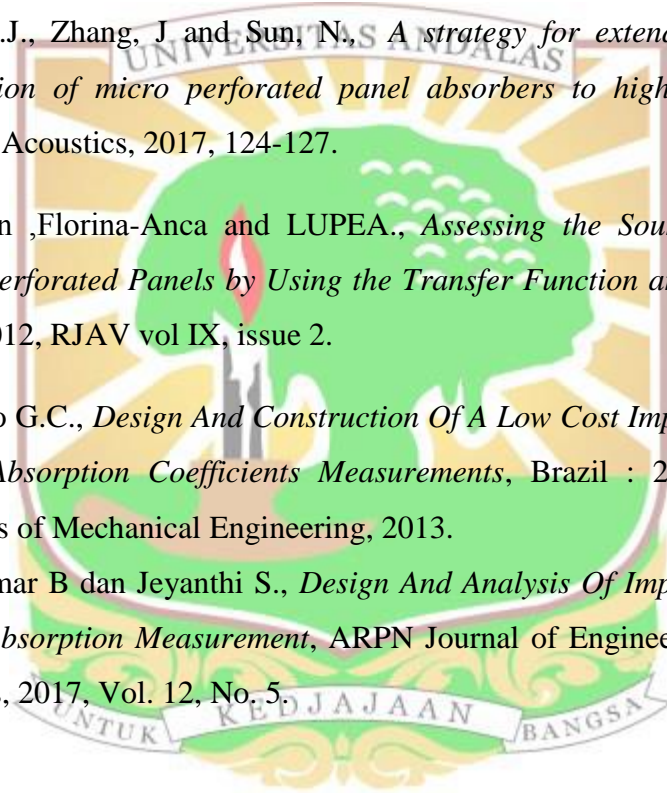 .J., Zhang, J and Sun, N., A strategy for extend
UNIVERSITAS ANDALAS
ion of micro perforated panel absorbers to high
Acoustics, 2017, 124-127.
n ,Florina-Anca and LUPEA., Assessing the Sou
erforated Panels by Using the Transfer Function a
012, RJAV vol IX, issue 2.
o G.C., Design And Construction Of A Low Cost Imp
Absorption Coefficients Measurements, Brazil : 2
s of Mechanical Engineering, 2013.
mar B dan Jeyanthi S., Design And Analysis Of Imp
bsorption Measurement, ARPN Journal of Enginee
, 2017, Vol. 12, No. 5.
UNTUK KEDJAJAAN BANGSA